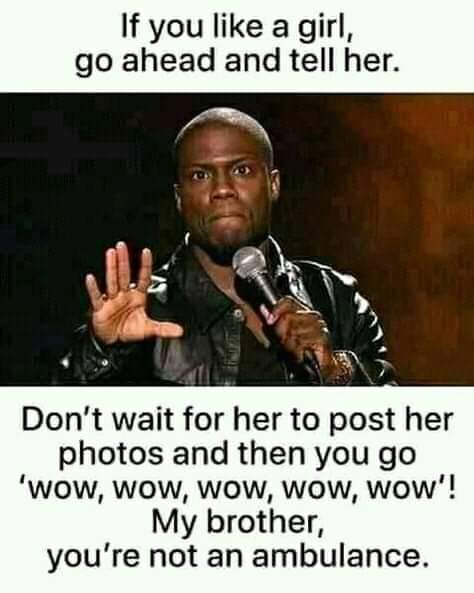 If you like a girl,
go ahead and tell her.
Don't wait for her to post her
photos and then you go
'wow, wow, wow, wow, wow'!
My brother,
you're not an ambulance.